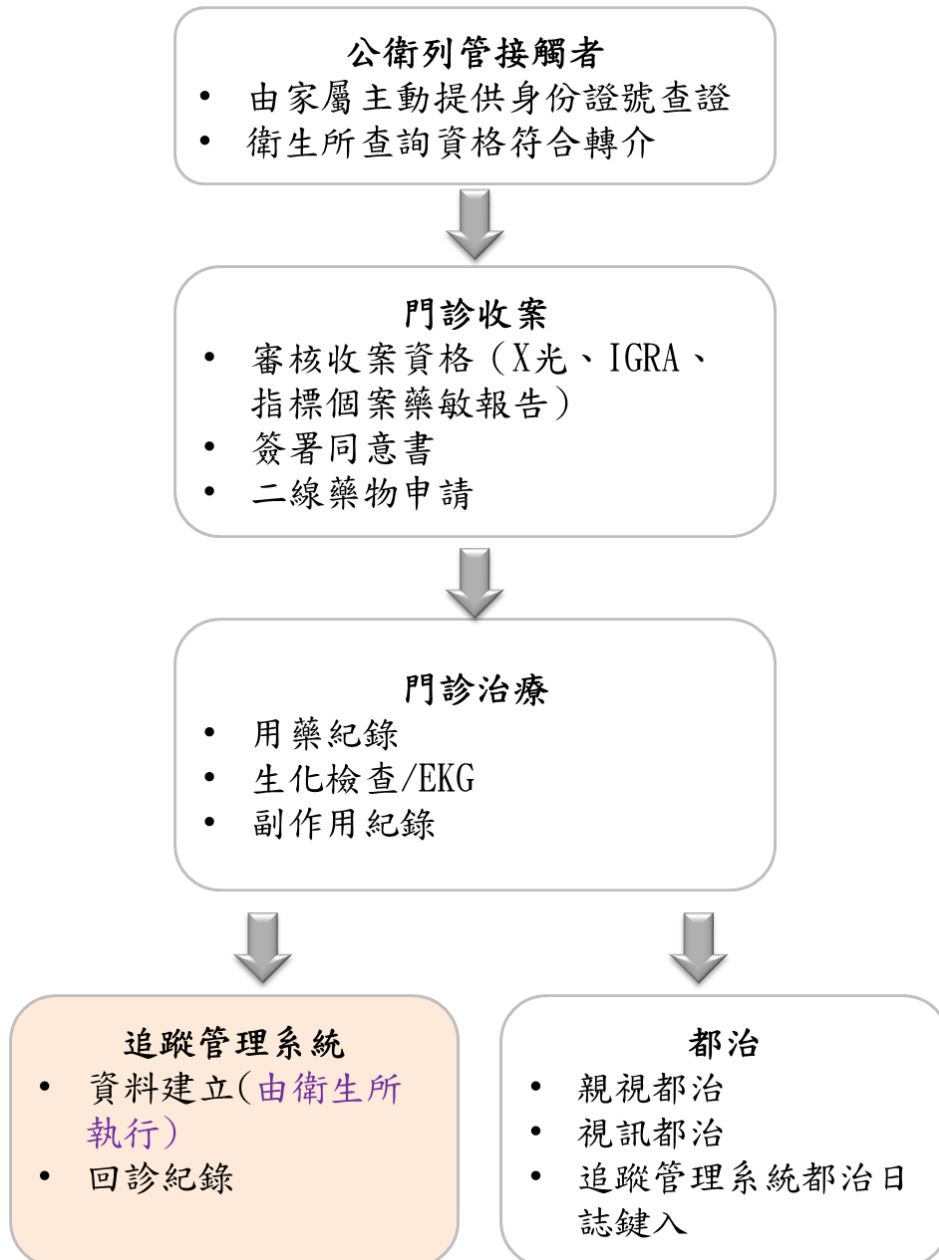 公衛列管接觸者
• 由家屬主動提供身份證號查證
• 衛生所查詢資格符合轉介
門診收案
• 審核收案資格（X光、IGRA、
指標個案藥敏報告）
• 簽署同意書
• 二線藥物申請
門診治療
• 用藥紀錄
• 生化檢查/EKG
• 副作用紀錄
追蹤管理系統
• 資料建立(由衛生所
執行)
• 回診紀錄
都治
• 親視都治
• 視訊都治
• 追蹤管理系統都治日
誌鍵入